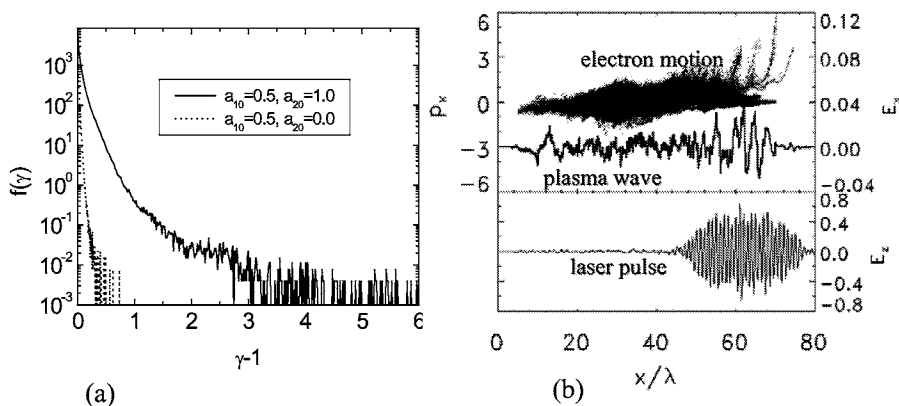 10³
10²
10¹
10⁰
10⁻¹
10⁻²
10⁻³
f(γ)
a₁₀=0.5, a₂₀=1.0
a₁₀=0.5, a₂₀=0.0
0 1 2 3 4 5 6
γ-1
(a)
6
3
0
-3
-6
pₓ
electron motion
plasma wave
0.12
0.08
0.04
0.00
-0.04
Eₓ
laser pulse
0.8
0.4
0.0
-0.4
-0.8
E_z
0 20 40 60 80
x/λ
(b)